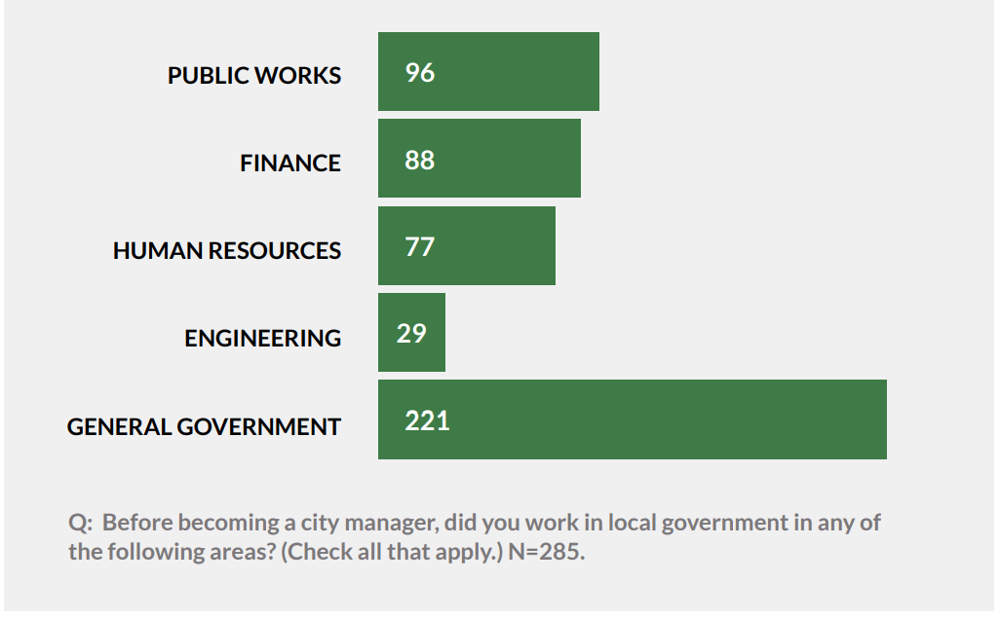 PUBLIC WORKS 96
FINANCE 88
HUMAN RESOURCES 77
ENGINEERING 29
GENERAL GOVERNMENT 221
Q:  Before becoming a city manager, did you work in local government in any of
the following areas? (Check all that apply.) N=285.